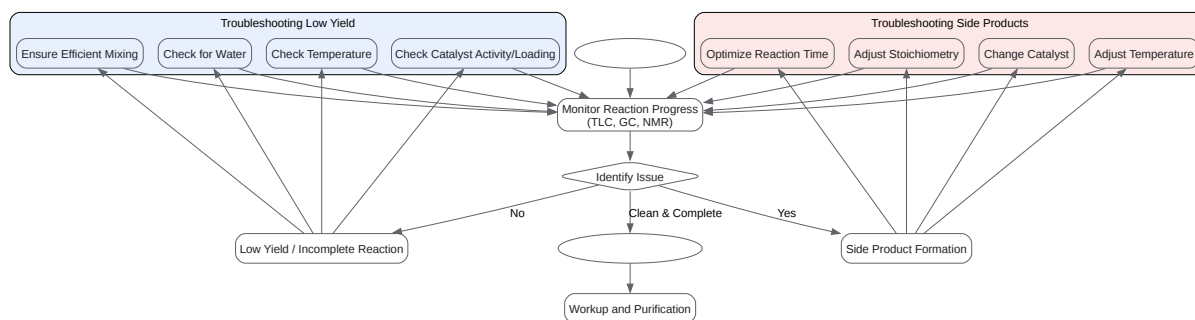 Troubleshooting Low Yield
Troubleshooting Side Products
Ensure Efficient Mixing
Check for Water
Check Temperature
Check Catalyst Activity/Loading
Optimize Reaction Time
Adjust Stoichiometry
Change Catalyst
Adjust Temperature
Monitor Reaction Progress
(TLC, GC, NMR)
Identify Issue
No
Clean & Complete
Yes
Low Yield / Incomplete Reaction
Side Product Formation
Workup and Purification